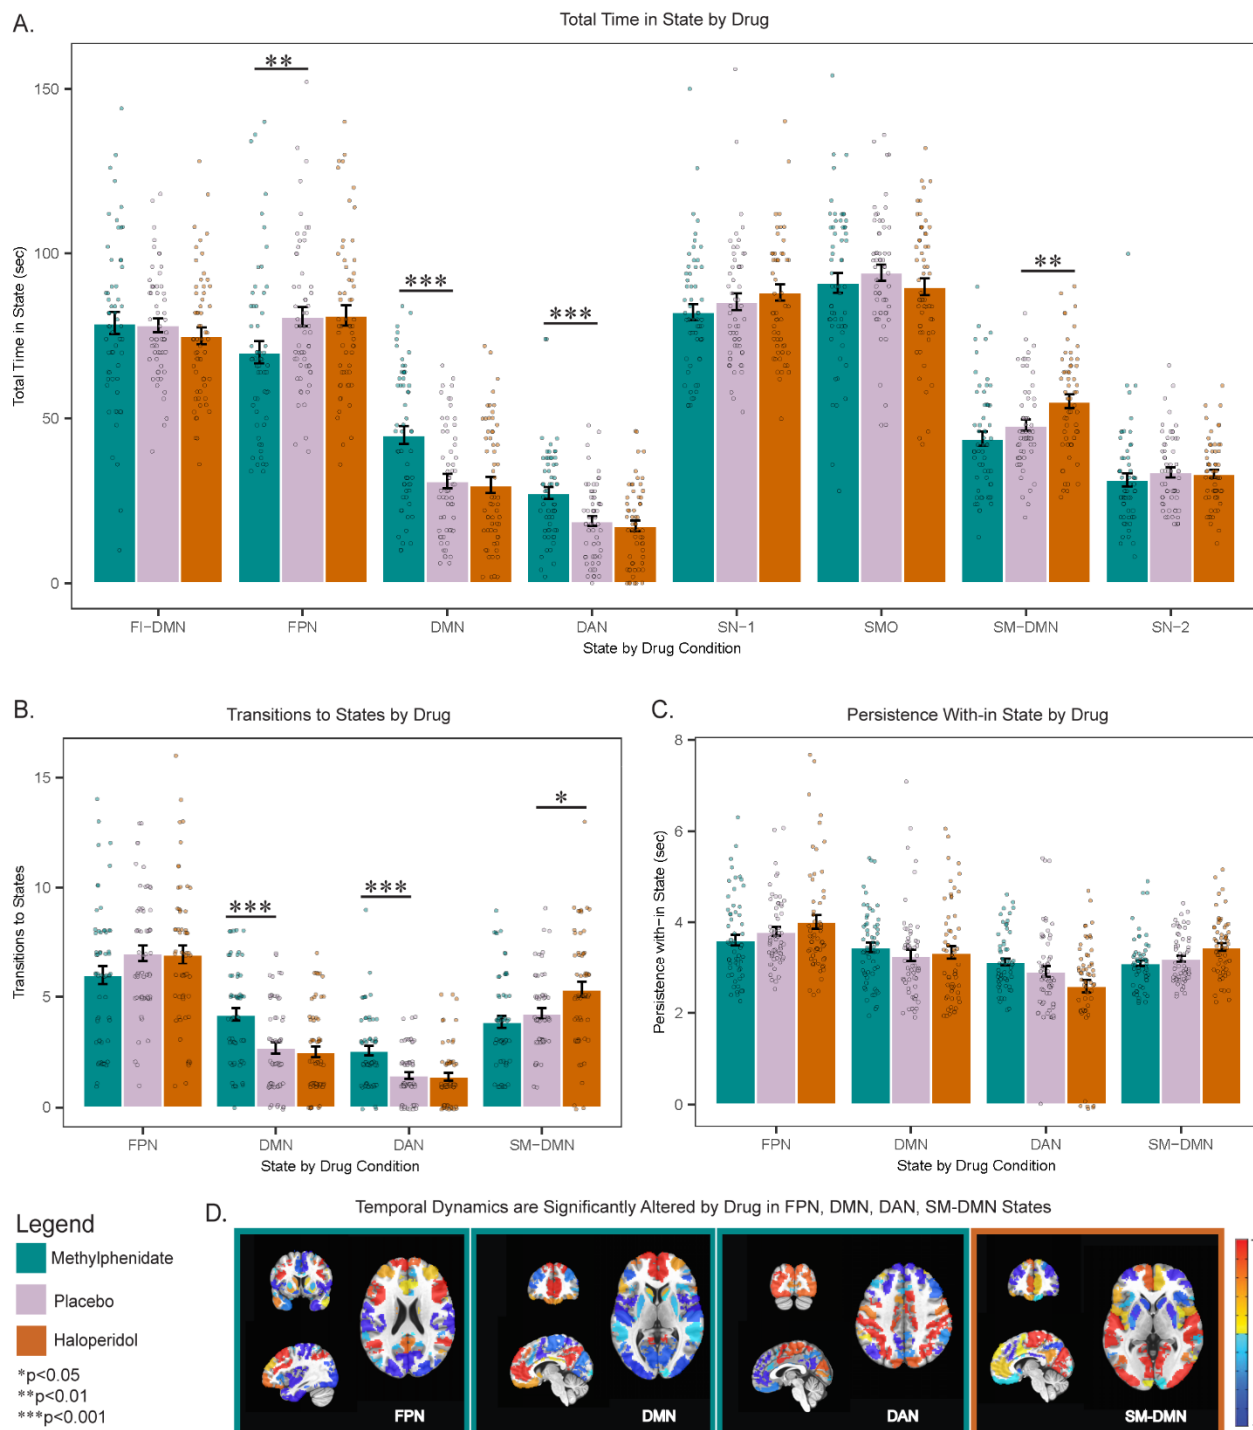 A.
Total Time in State by Drug
**
***
***
**
150
100
50
0
Total Time in State (sec)
FI-DMN FPN DMN DAN SN-1 SMO SM-DMN SN-2
State by Drug Condition
B.
Transitions to States by Drug
***
***
*
15
10
5
0
Transitions to States
FPN DMN DAN SM-DMN
State by Drug Condition
C.
Persistence With-in State by Drug
8
6
4
2
0
Persistence with-in State (sec)
FPN DMN DAN SM-DMN
State by Drug Condition
Legend
Methylphenidate
Placebo
Haloperidol
*p<0.05
**p<0.01
***p<0.001
D.
Temporal Dynamics are Significantly Altered by Drug in FPN, DMN, DAN, SM-DMN States
FPN
DMN
DAN
SM-DMN